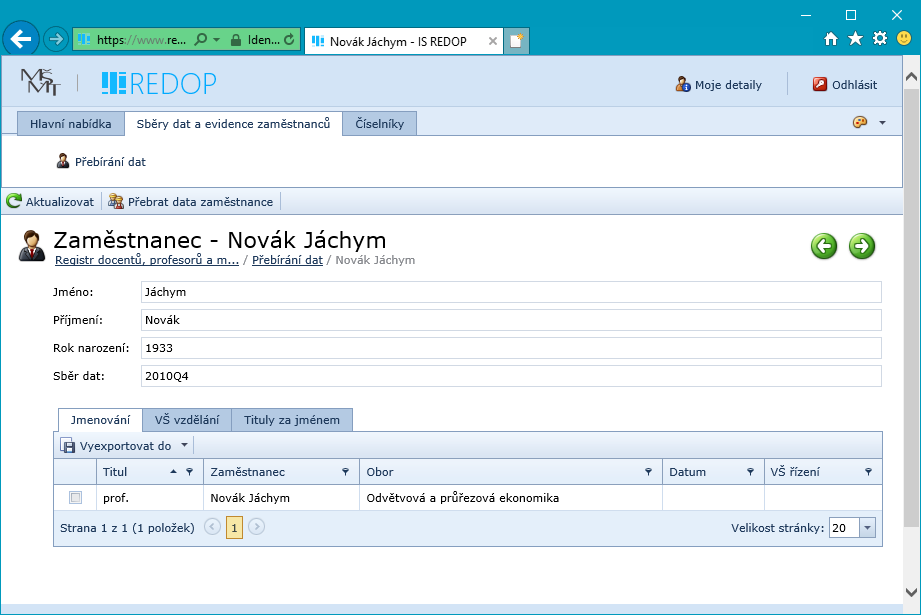 https://www.re... Iden... Novák Jáchym - IS REDOP
MŠMT REDOP Moje detaily Odhlásit
Hlavní nabídka Sběry dat a evidence zaměstnanců Číselníky
Přebírání dat
Aktualizovat Přebrat data zaměstnance
Zaměstnanec - Novák Jáchym
Registr docentů, profesorů a m... / Přebírání dat / Novák Jáchym
Jméno: Jáchym
Příjmení: Novák
Rok narození: 1933
Sběr dat: 2010Q4
Jmenování VŠ vzdělání Tituly za jménem
Vyexportovat do
Titul Zaměstnanec Obor Datum VŠ řízení
prof. Novák Jáchym Odvětvová a průřezová ekonomika
Strana 1 z 1 (1 položek) 1 Velikost stránky: 20